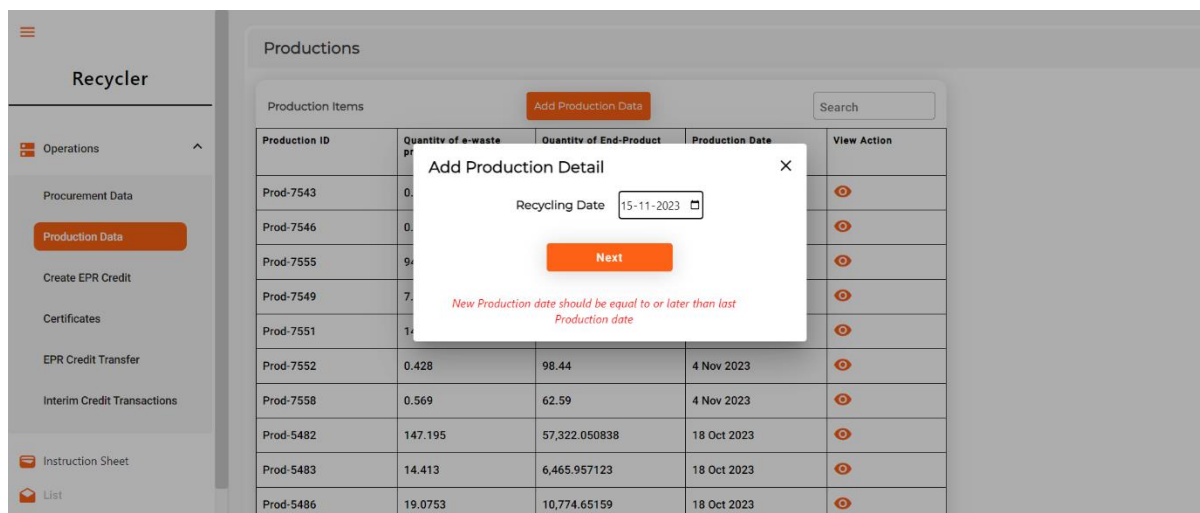 Productions
Recycler
Production Items
Add Production Data
Search
Production ID
Quantity of e-waste
Quantity of End-Product
Production Date
View Action
Operations
Add Production Detail
Procurement Data
Prod-7543
Recycling Date 15-11-2023
Production Data
Prod-7546
Next
Prod-7555
Create EPR Credit
Prod-7549
New Production date should be equal to or later than last
Production date
Certificates
Prod-7551
EPR Credit Transfer
Prod-7552 0.428 98.44 4 Nov 2023
Interim Credit Transactions
Prod-7558 0.569 62.59 4 Nov 2023
Prod-5482 147.195 57,322.050838 18 Oct 2023
Instruction Sheet
Prod-5483 14.413 6,465.957123 18 Oct 2023
List
Prod-5486 19.0753 10,774.65159 18 Oct 2023